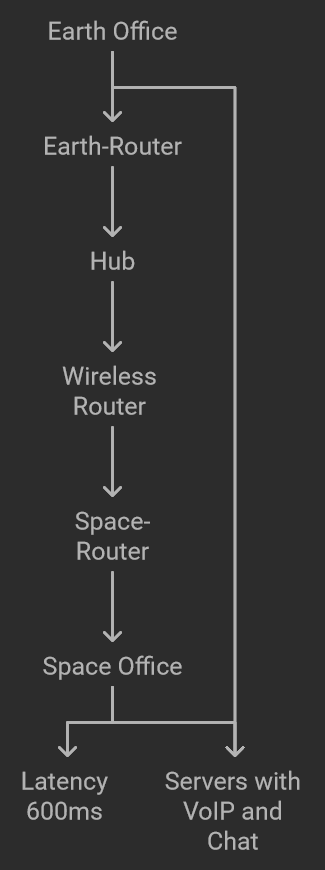 Earth Office
Earth-Router
Hub
Wireless
Router
Space-
Router
Space Office
Latency
600ms
Servers with
VoIP and
Chat